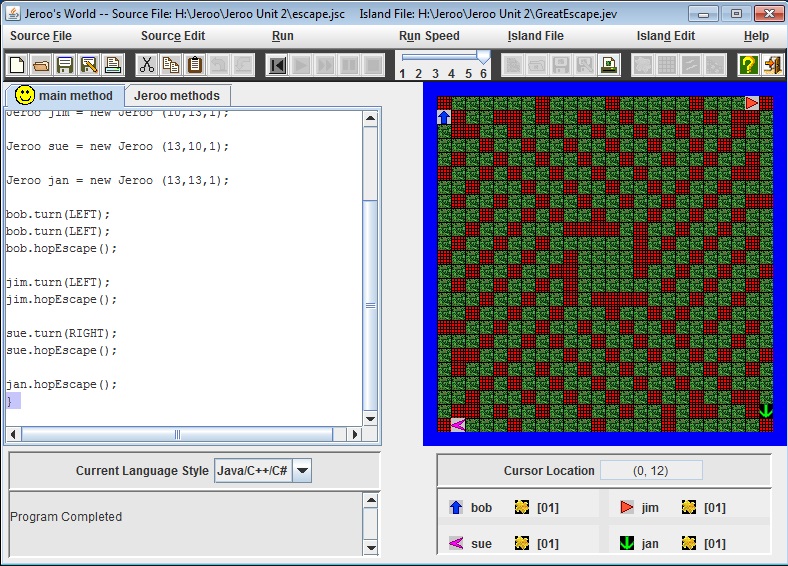 Jeroo's World -- Source File: H:\Jeroo\Jeroo Unit 2\escape.jsc    Island File: H:\Jeroo\Jeroo Unit 2\GreatEscape.jev
Source File    Source Edit    Run    Run Speed    Island File    Island Edit    Help
1 2 3 4 5 6
main method    Jeroo methods
Jeroo jim = new Jeroo (10,13,1);
Jeroo sue = new Jeroo (13,10,1);
Jeroo jan = new Jeroo (13,13,1);
bob.turn(LEFT);
bob.turn(LEFT);
bob.hopEscape();
jim.turn(LEFT);
jim.hopEscape();
sue.turn(RIGHT);
sue.hopEscape();
jan.hopEscape();
}
Current Language Style    Java/C++/C#
Program Completed
Cursor Location    (0, 12)
bob    [01]    jim    [01]
sue    [01]    jan    [01]